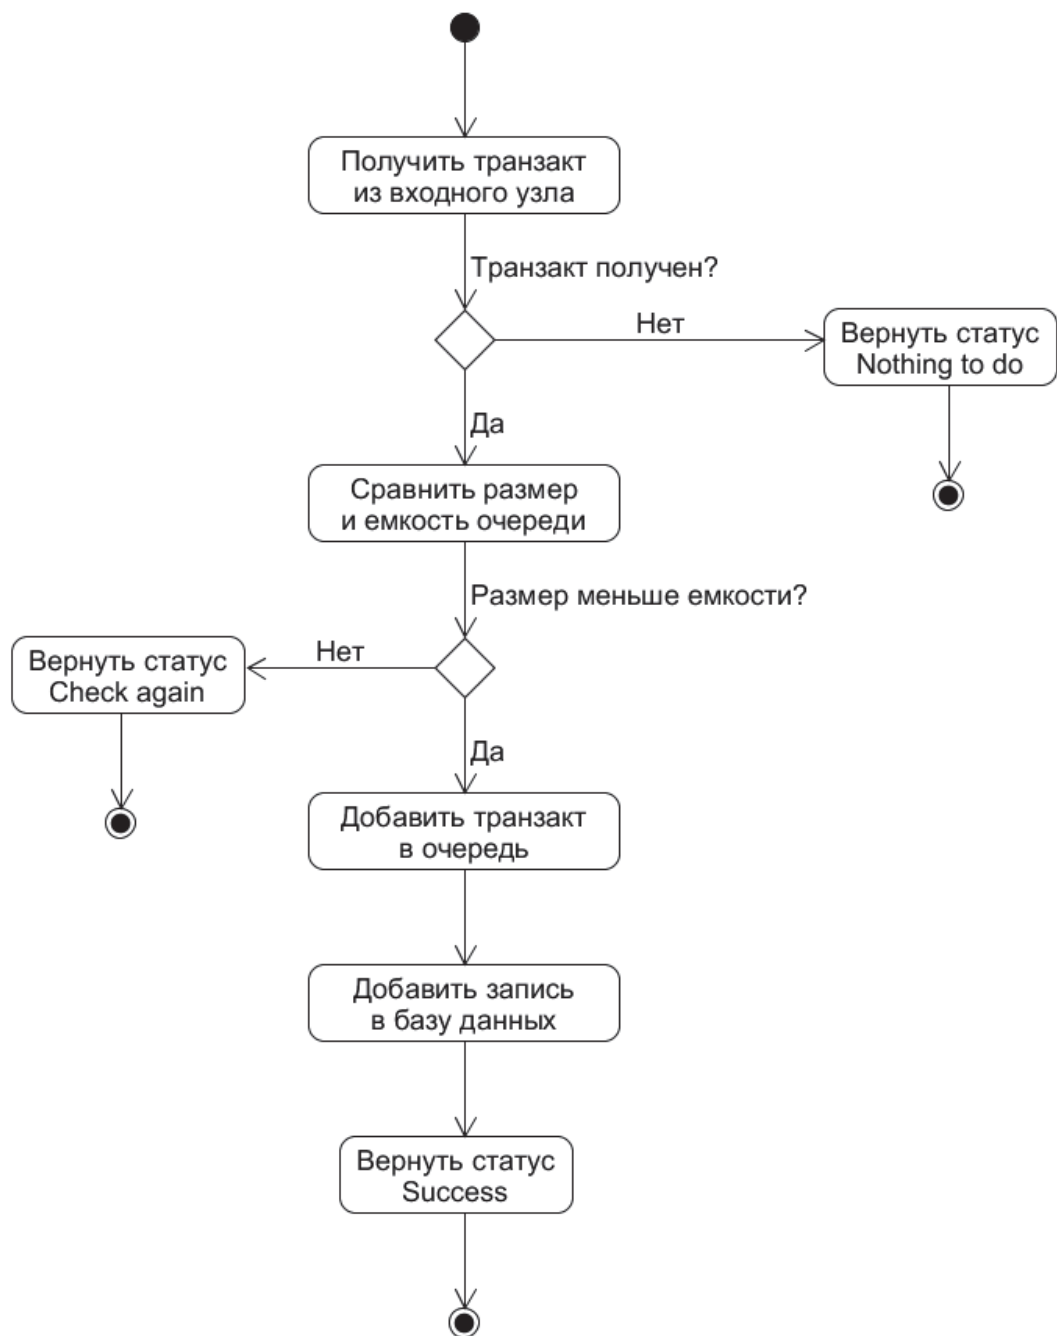 Получить транзакт
из входного узла
Транзакт получен?
Нет
Вернуть статус
Nothing to do
Да
Сравнить размер
и емкость очереди
Размер меньше емкости?
Нет
Вернуть статус
Check again
Да
Добавить транзакт
в очередь
Добавить запись
в базу данных
Вернуть статус
Success